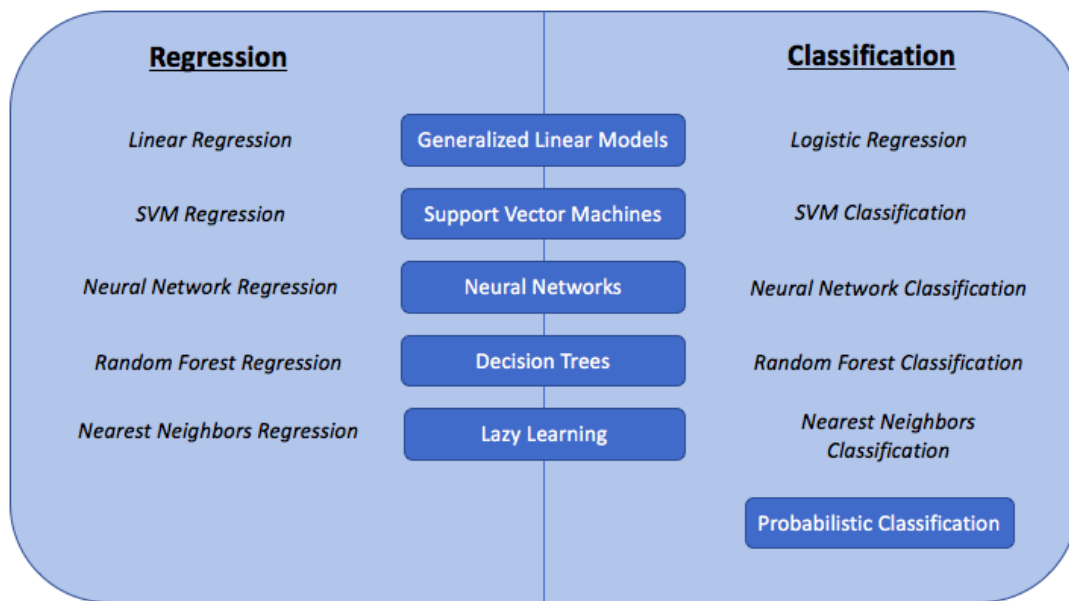 Regression
Classification
Linear Regression
Generalized Linear Models
Logistic Regression
SVM Regression
Support Vector Machines
SVM Classification
Neural Network Regression
Neural Networks
Neural Network Classification
Random Forest Regression
Decision Trees
Random Forest Classification
Nearest Neighbors Regression
Lazy Learning
Nearest Neighbors
Classification
Probabilistic Classification